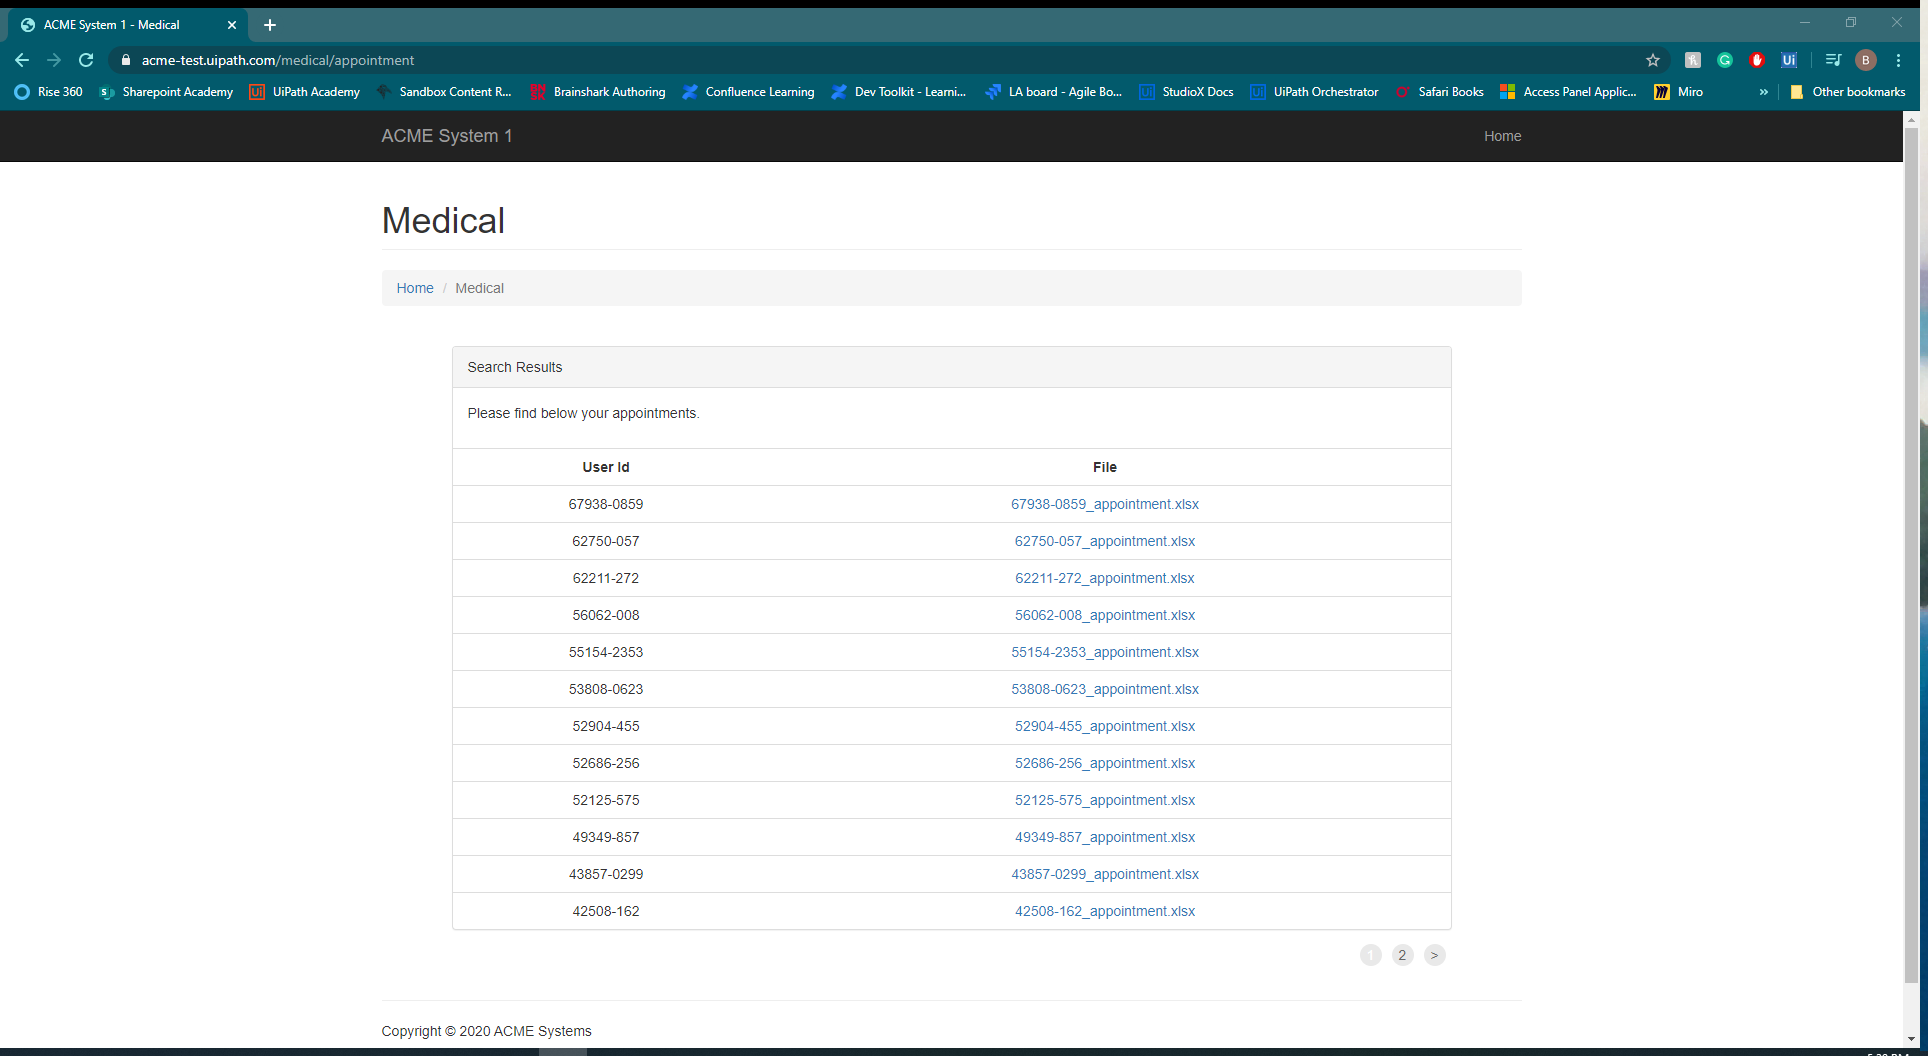 ACME System 1 - Medical
acme-test.uipath.com/medical/appointment
B
Rise 360 Sharepoint Academy UiPath Academy Sandbox Content R... Brainshark Authoring Confluence Learning Dev Toolkit - Learni... LA board - Agile Bo... StudioX Docs UiPath Orchestrator Safari Books Access Panel Applic... Miro » Other bookmarks
ACME System 1 Home
Medical
Home / Medical
Search Results
Please find below your appointments.
User Id File
67938-0859 67938-0859_appointment.xlsx
62750-057 62750-057_appointment.xlsx
62211-272 62211-272_appointment.xlsx
56062-008 56062-008_appointment.xlsx
55154-2353 55154-2353_appointment.xlsx
53808-0623 53808-0623_appointment.xlsx
52904-455 52904-455_appointment.xlsx
52686-256 52686-256_appointment.xlsx
52125-575 52125-575_appointment.xlsx
49349-857 49349-857_appointment.xlsx
43857-0299 43857-0299_appointment.xlsx
42508-162 42508-162_appointment.xlsx
1 2 >
Copyright © 2020 ACME Systems